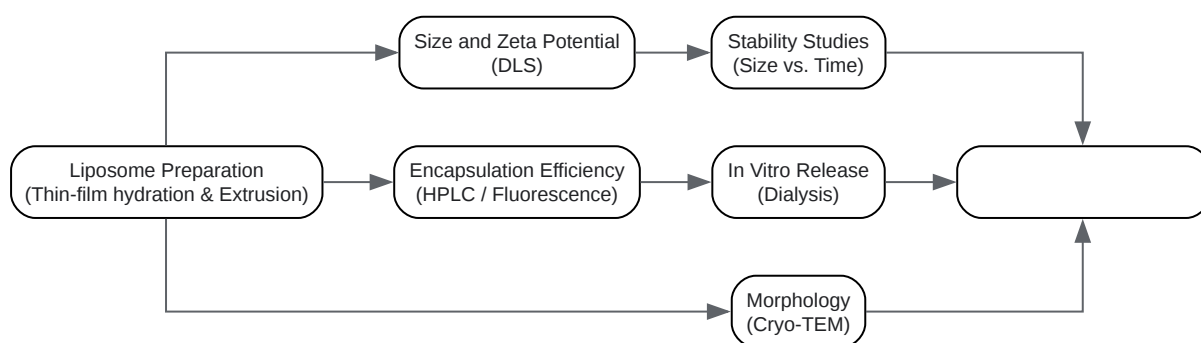 Size and Zeta Potential
(DLS)
Stability Studies
(Size vs. Time)
Liposome Preparation
(Thin-film hydration & Extrusion)
Encapsulation Efficiency
(HPLC / Fluorescence)
In Vitro Release
(Dialysis)
Morphology
(Cryo-TEM)